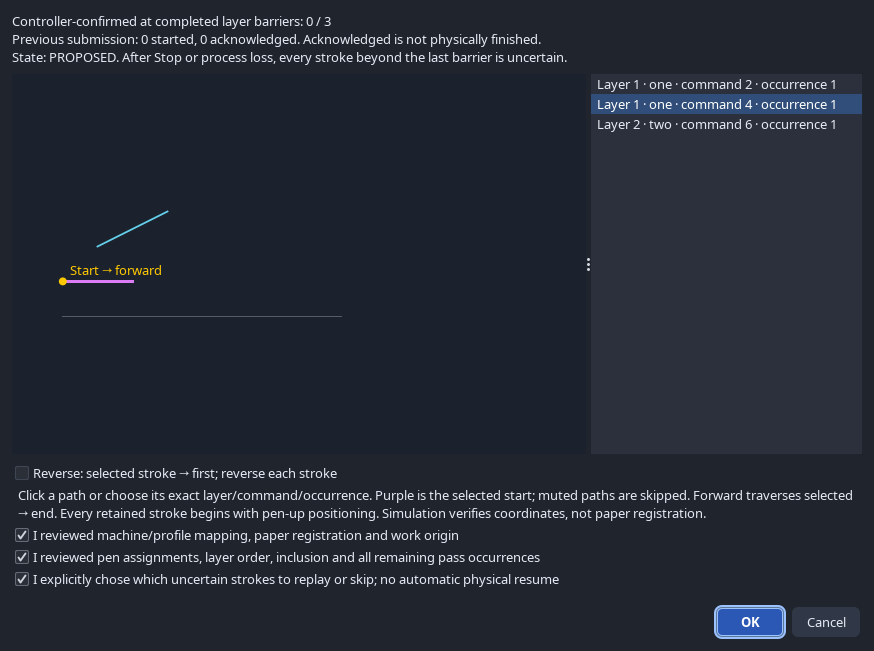 Controller-confirmed at completed layer barriers: 0 / 3
Previous submission: 0 started, 0 acknowledged. Acknowledged is not physically finished.
State: PROPOSED. After Stop or process loss, every stroke beyond the last barrier is uncertain.
Layer 1 · one · command 2 · occurrence 1
Layer 1 · one · command 4 · occurrence 1
Layer 2 · two · command 6 · occurrence 1
Start → forward
Reverse: selected stroke → first; reverse each stroke
Click a path or choose its exact layer/command/occurrence. Purple is the selected start; muted paths are skipped. Forward traverses selected
→ end. Every retained stroke begins with pen-up positioning. Simulation verifies coordinates, not paper registration.
I reviewed machine/profile mapping, paper registration and work origin
I reviewed pen assignments, layer order, inclusion and all remaining pass occurrences
I explicitly chose which uncertain strokes to replay or skip; no automatic physical resume
OK
Cancel